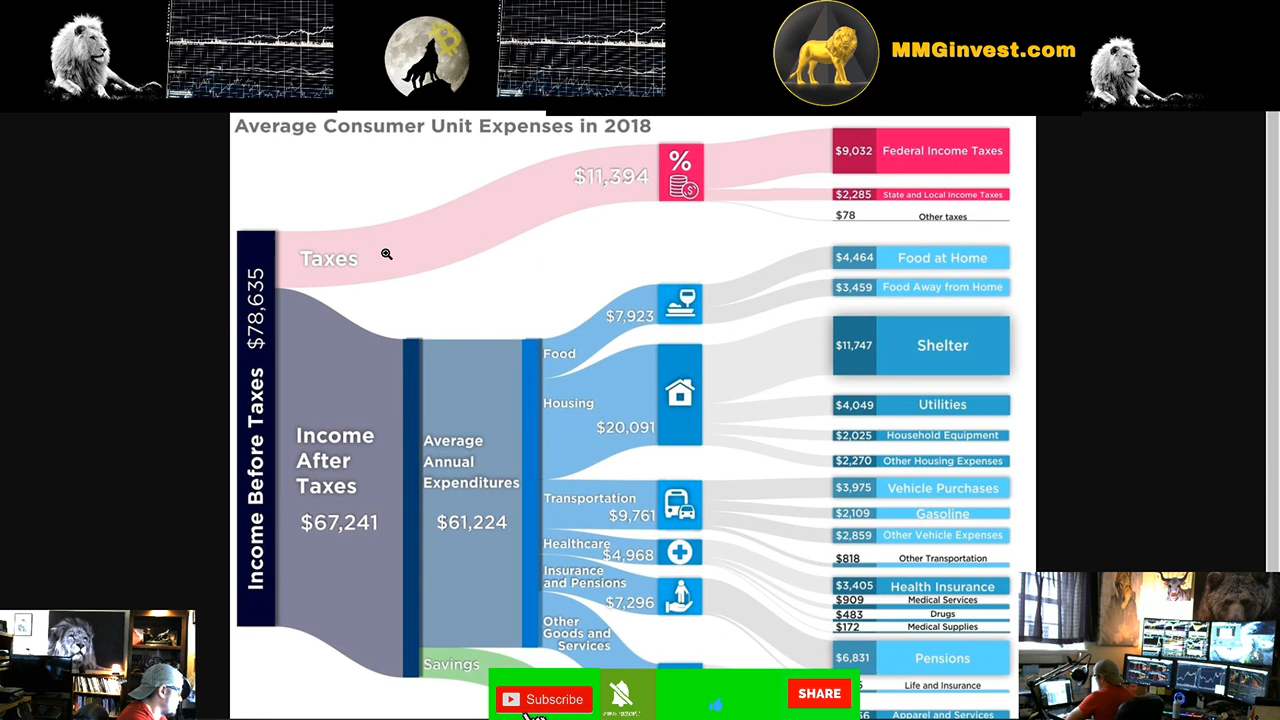 MMGinvest.com
Average Consumer Unit Expenses in 2018
$11,394
%
$9,032 Federal Income Taxes
$2,285 State and Local Income Taxes
$78 Other taxes
Taxes
Income Before Taxes $78,635
Income
After
Taxes
$67,241
Average
Annual
Expenditures
$61,224
Savings
Food
$7,923
Housing
$20,091
Transportation
$9,761
Healthcare
$4,968
Insurance
and Pensions
$7,296
Other
Goods and
Services
$4,464 Food at Home
$3,459 Food Away from Home
$11,747 Shelter
$4,049 Utilities
$2,025 Household Equipment
$2,270 Other Housing Expenses
$3,975 Vehicle Purchases
$2,109 Gasoline
$2,859 Other Vehicle Expenses
$818 Other Transportation
$3,405 Health Insurance
$909 Medical Services
$483 Drugs
$172 Medical Supplies
$6,831 Pensions
Life and Insurance
Apparel and Services
Subscribe
SHARE